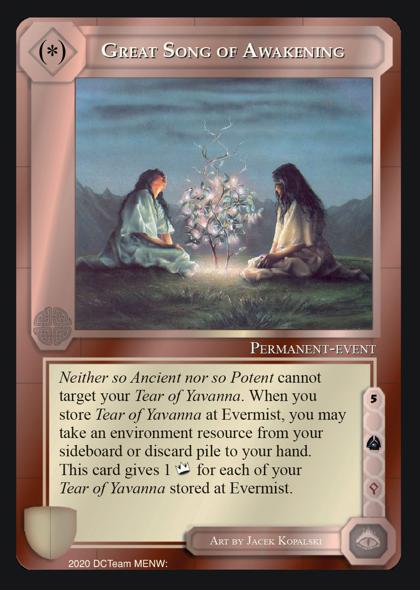 (*)
Great Song of Awakening
Permanent-event
Neither so Ancient nor so Potent cannot
target your Tear of Yavanna. When you
store Tear of Yavanna at Evermist, you may
take an environment resource from your
sideboard or discard pile to your hand.
This card gives 1 for each of your
Tear of Yavanna stored at Evermist.
5
Art by Jacek Kopalski
2020 DCTeam MENW: